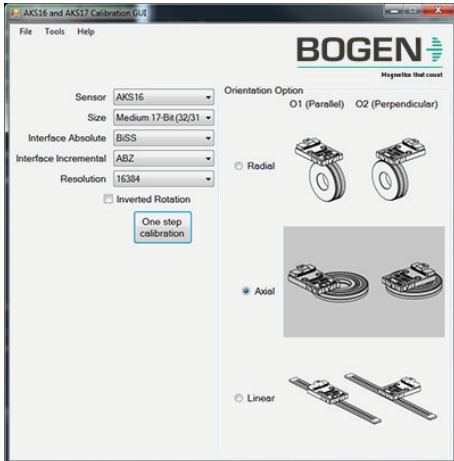 AKS16 and AKS17 Calibration GUI
File Tools Help
BOGEN
Magnetics that count
Sensor AKS16
Size Medium 17-Bit (32/31
Interface Absolute BiSS
Interface Incremental ABZ
Resolution 16384
Inverted Rotation
One step
calibration
Orientation Option
O1 (Parallel) O2 (Perpendicular)
Radial
Axial
Linear